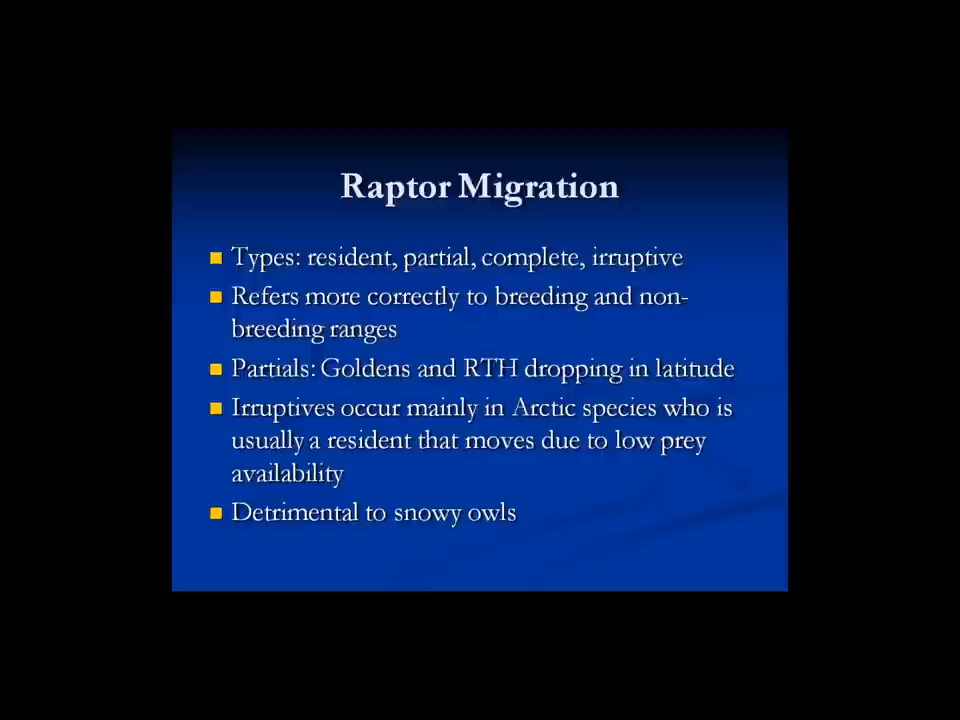 Raptor Migration
Types: resident, partial, complete, irruptive
Refers more correctly to breeding and non-
breeding ranges
Partials: Goldens and RTH dropping in latitude
Irruptives occur mainly in Arctic species who is
usually a resident that moves due to low prey
availability
Detrimental to snowy owls